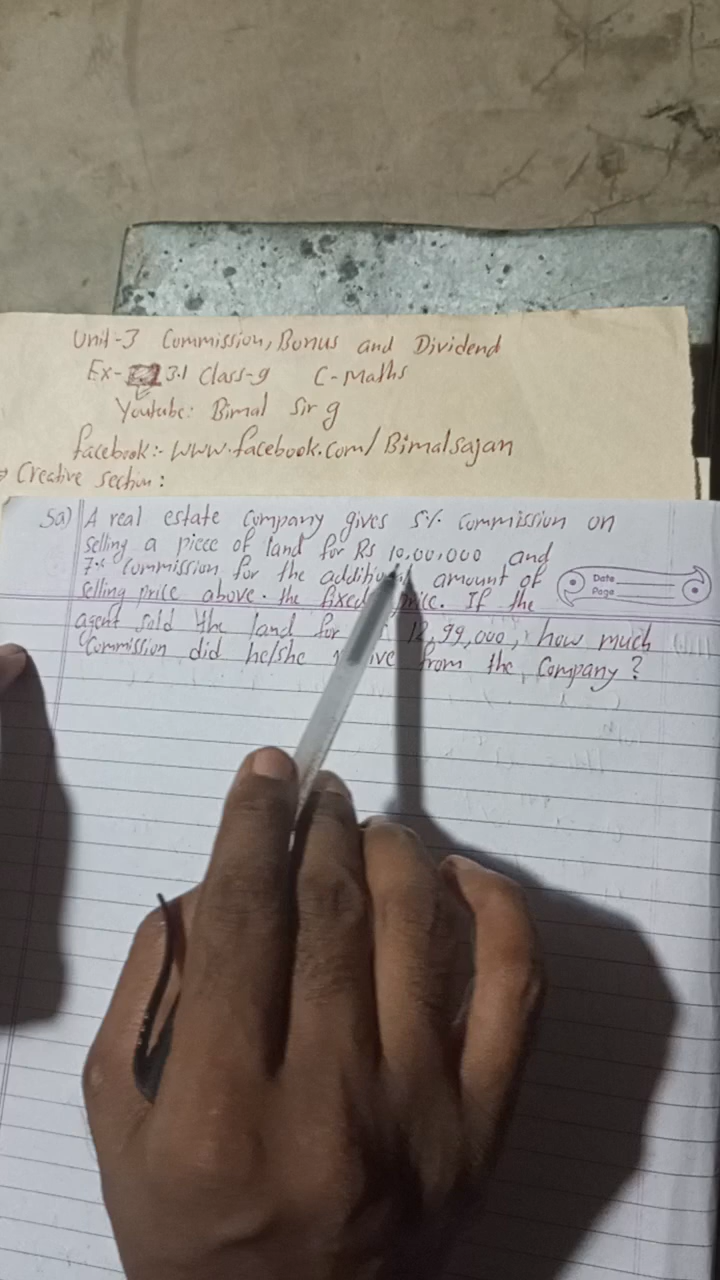 Unit-3 Commission, Bonus and Dividend
Ex- 3.1 Class-9 C-Maths
Youtube: Bimal Sir g
facebook:- www.facebook.com/Bimalsajan
Creative section:
5a) A real estate company gives 5% commission on
selling a piece of land for Rs 10,00,000 and
7% commission for the amount of
Date
Page
selling price above the fixed price. If the
agent sold the land for 12,99,000, how much
Commission did he/she from the Company?